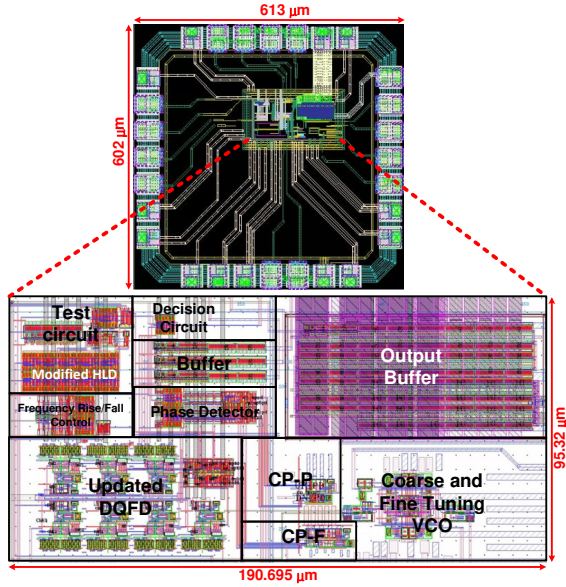 613 µm
602 µm
Test
circuit
Modified HLD
Frequency Rise/Fall
Control
Decision
Circuit
Buffer
Phase Detector
Output
Buffer
Updated
DQFD
CP-P
CP-F
Coarse and
Fine Tuning
VCO
95.32 µm
190.695 µm